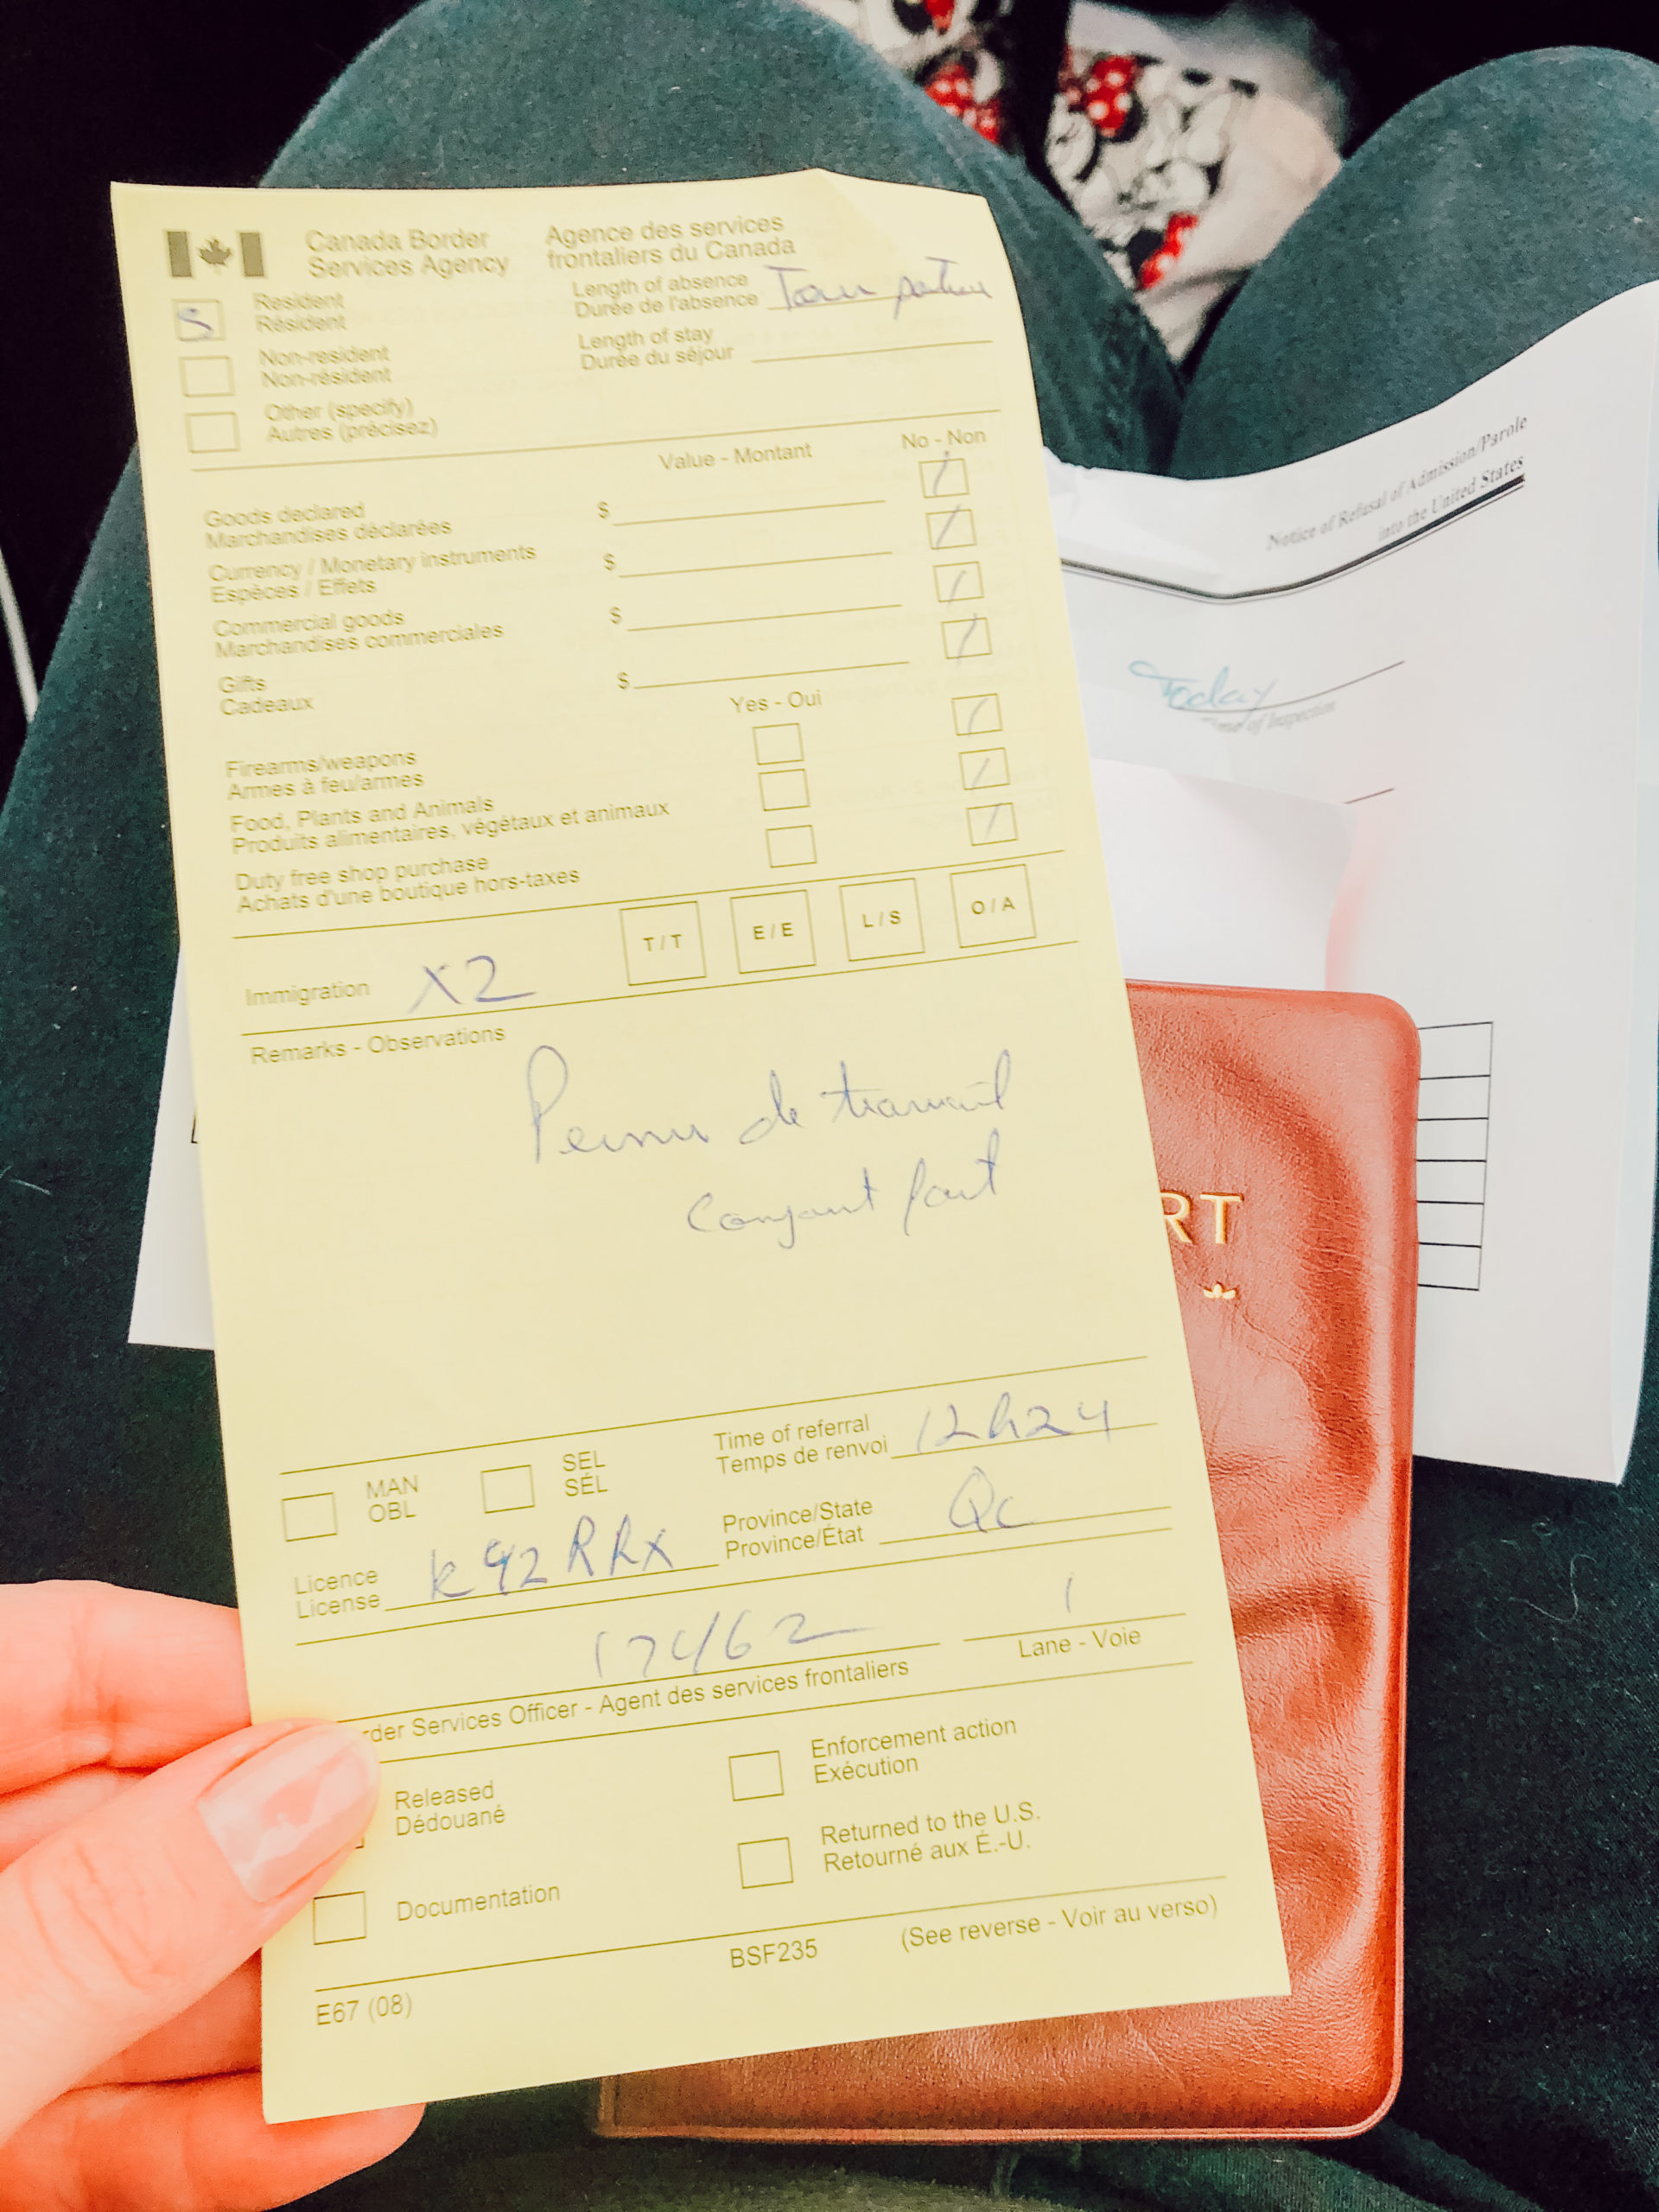 Canada Border
Services Agency
Agence des services
frontaliers du Canada
S
Resident
Résident
Length of absence
Durée de l'absence
Non-resident
Non-résident
Length of stay
Durée du séjour
Other (specify)
Autres (précisez)
Value - Montant
No - Non
Goods declared
Marchandises déclarées
$
Currency / Monetary instruments
Espèces / Effets
$
Commercial goods
Marchandises commerciales
$
Gifts
Cadeaux
$
Yes - Oui
Firearms/weapons
Armes à feu/armes
Food, Plants and Animals
Produits alimentaires, végétaux et animaux
Duty free shop purchase
Achats d'une boutique hors-taxes
Immigration X2
T / T
E / E
L / S
O / A
Remarks - Observations
Permis de travail
conjoint
MAN
OBL
SEL
SÉL
Time of referral
Temps de renvoi
12h24
Licence
License
Province/State
Province/État
Qc
17462
1
rder Services Officer - Agent des services frontaliers
Lane - Voie
Released
Dédouané
Enforcement action
Exécution
Documentation
Returned to the U.S.
Retourné aux É.-U.
BSF235
(See reverse - Voir au verso)
E67 (08)
Notice of Refusal of Admission/Parole
into the United States
Today
of Inspection
RT